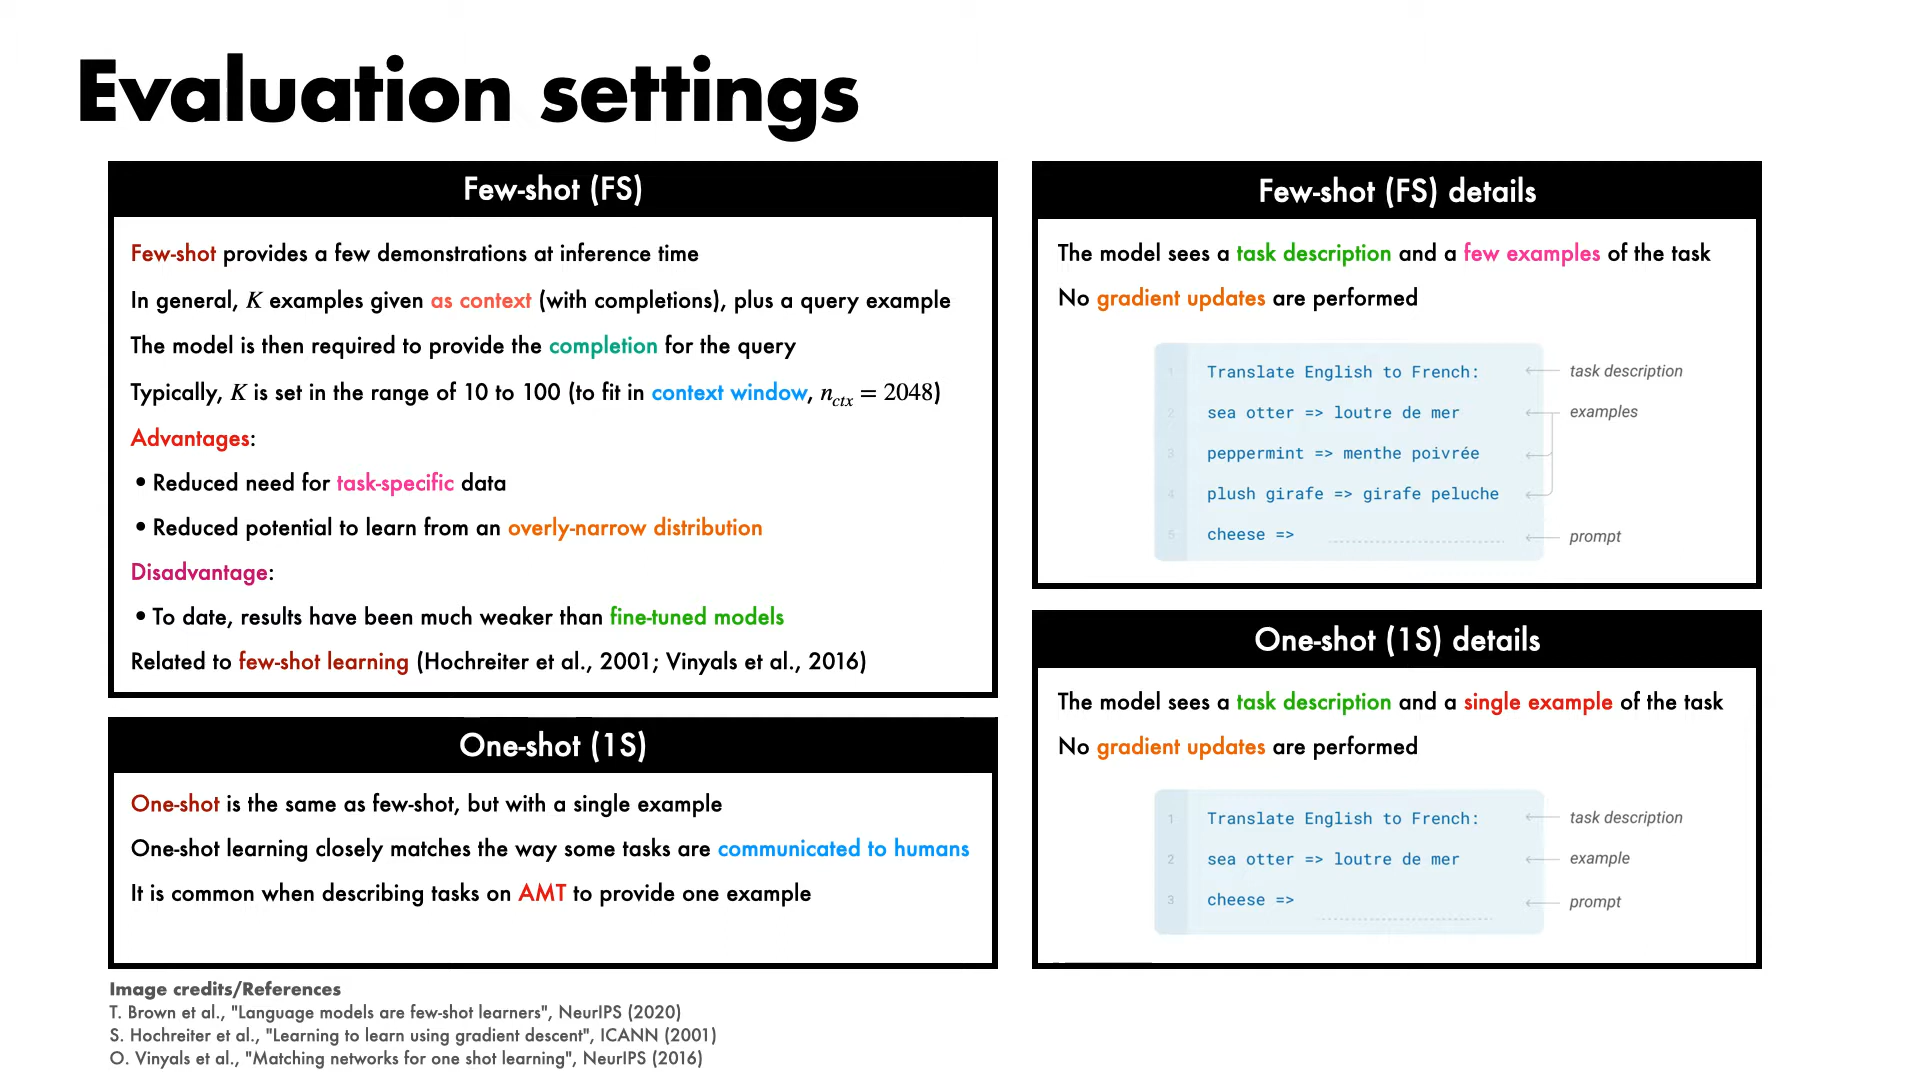 Evaluation settings
Few-shot (FS)
Few-shot provides a few demonstrations at inference time
In general, K examples given as context (with completions), plus a query example
The model is then required to provide the completion for the query
Typically, K is set in the range of 10 to 100 (to fit in context window, n_ctx = 2048)
Advantages:
• Reduced need for task-specific data
• Reduced potential to learn from an overly-narrow distribution
Disadvantage:
• To date, results have been much weaker than fine-tuned models
Related to few-shot learning (Hochreiter et al., 2001; Vinyals et al., 2016)
One-shot (1S)
One-shot is the same as few-shot, but with a single example
One-shot learning closely matches the way some tasks are communicated to humans
It is common when describing tasks on AMT to provide one example
Few-shot (FS) details
The model sees a task description and a few examples of the task
No gradient updates are performed
1 Translate English to French: task description
2 sea otter => loutre de mer examples
3 peppermint => menthe poivrée
4 plush girafe => girafe peluche
5 cheese => prompt
One-shot (1S) details
The model sees a task description and a single example of the task
No gradient updates are performed
1 Translate English to French: task description
2 sea otter => loutre de mer example
3 cheese => prompt
Image credits/References
T. Brown et al., "Language models are few-shot learners", NeurIPS (2020)
S. Hochreiter et al., "Learning to learn using gradient descent", ICANN (2001)
O. Vinyals et al., "Matching networks for one shot learning", NeurIPS (2016)